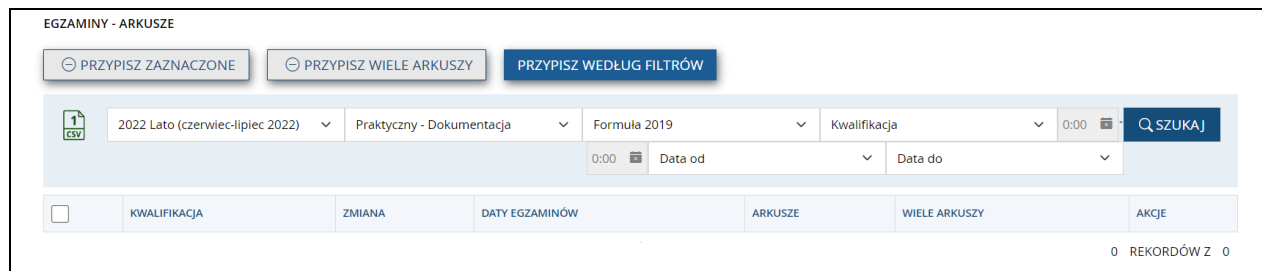 EGZAMINY - ARKUSZE
PRZYPISZ ZAZNACZONE PRZYPISZ WIELE ARKUSZY PRZYPISZ WEDŁUG FILTRÓW
1 CSV 2022 Lato (czerwiec-lipiec 2022) Praktyczny - Dokumentacja Formuła 2019 Kwalifikacja 0:00 - SZUKAJ
0:00 Data od Data do
KWALIFIKACJA ZMIANA DATY EGZAMINÓW ARKUSZE WIELE ARKUSZY AKCJE
0 REKORDÓW Z 0